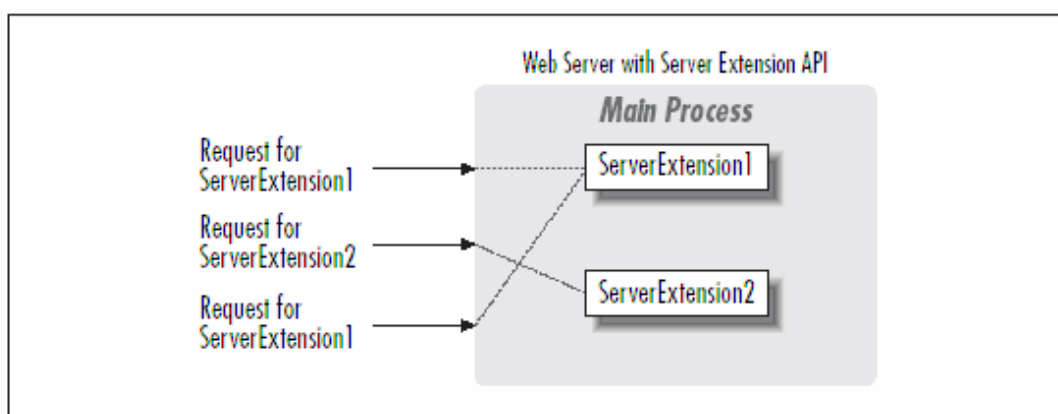 Web Server with Server Extension API
Main Process
Request for
ServerExtension1
ServerExtension1
Request for
ServerExtension2
ServerExtension2
Request for
ServerExtension1